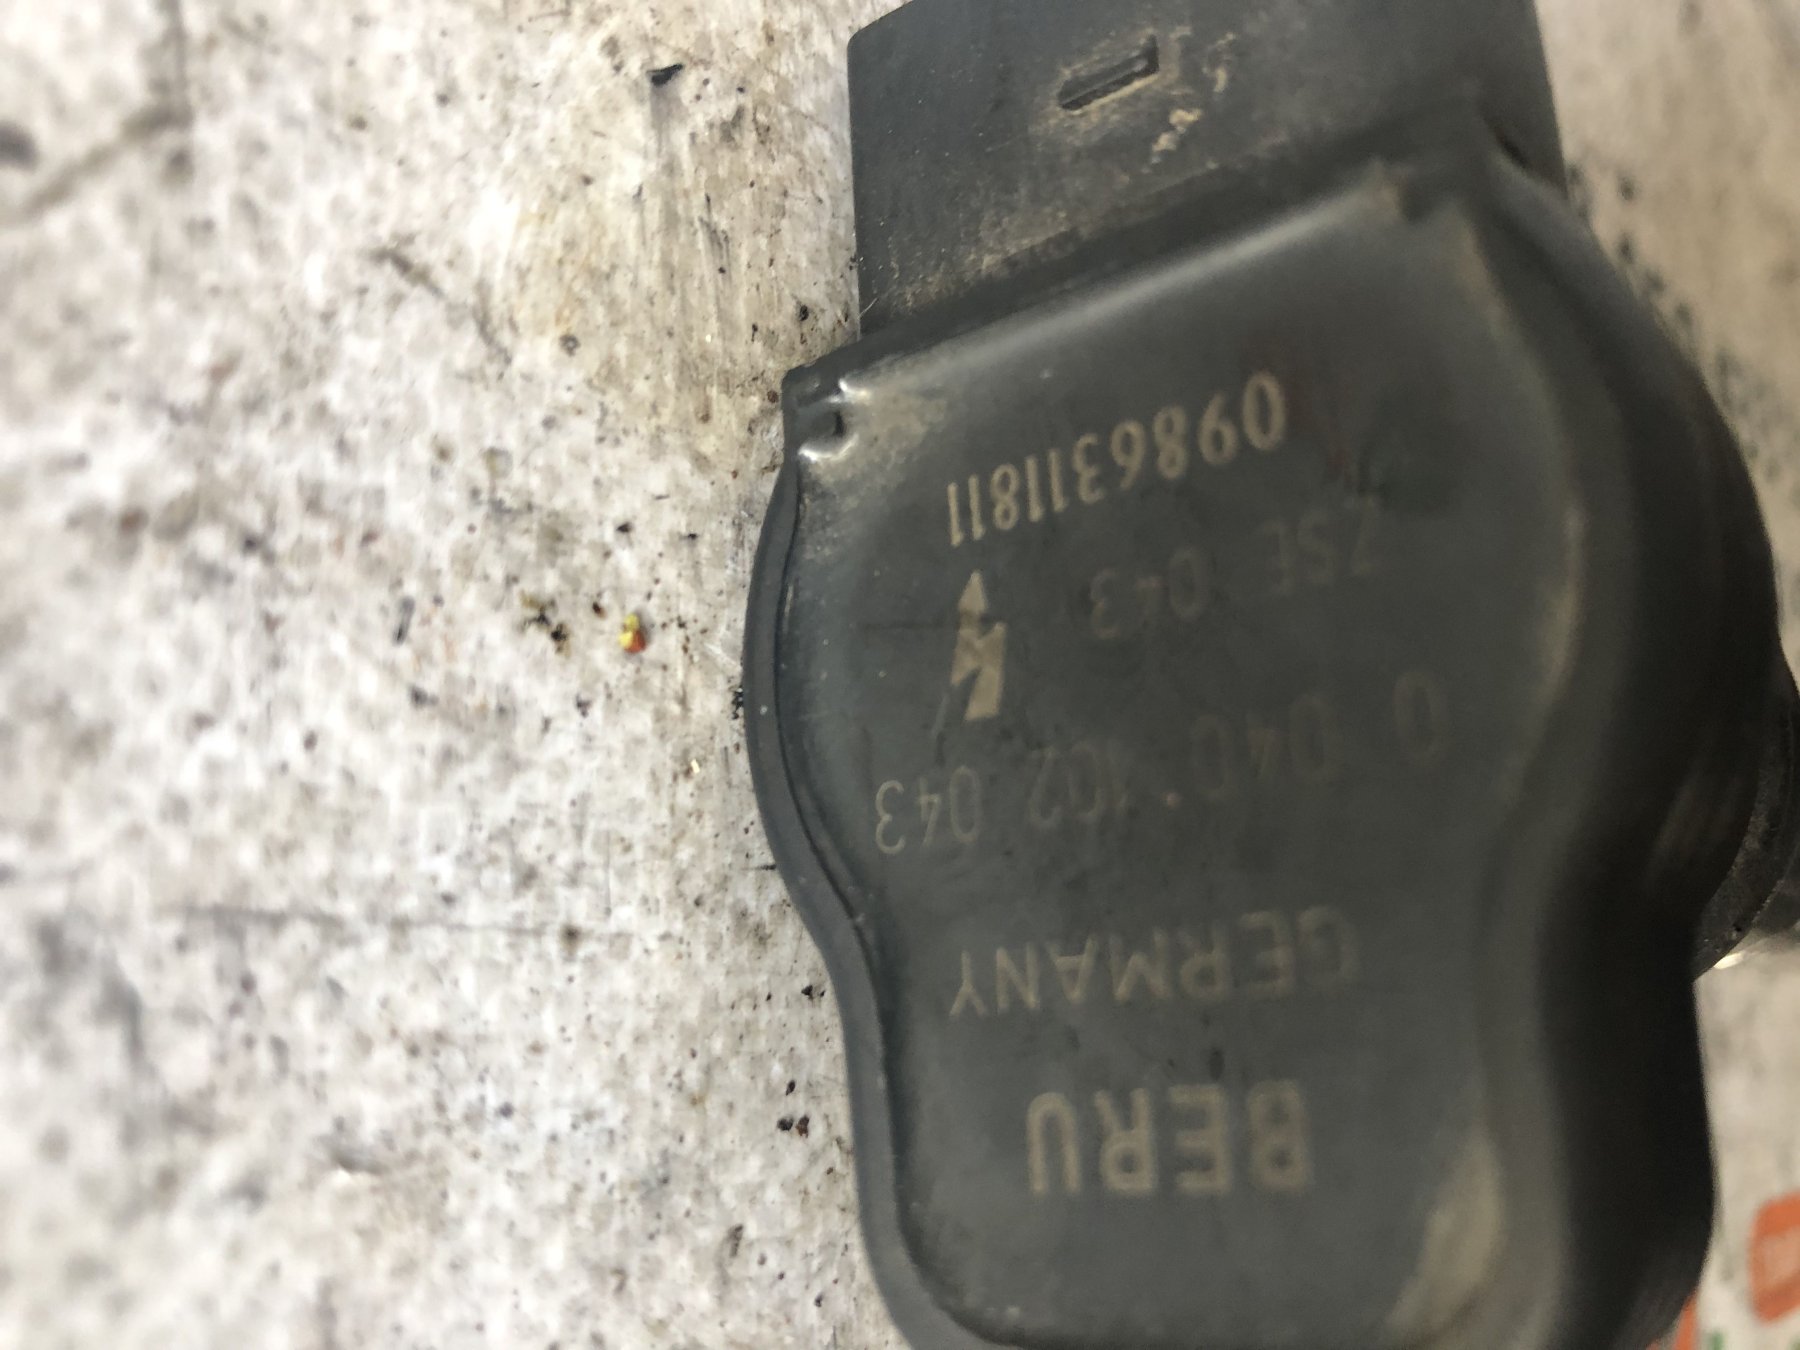 BERU
GERMANY
0 040 102 043
ZSE 043
0986311811